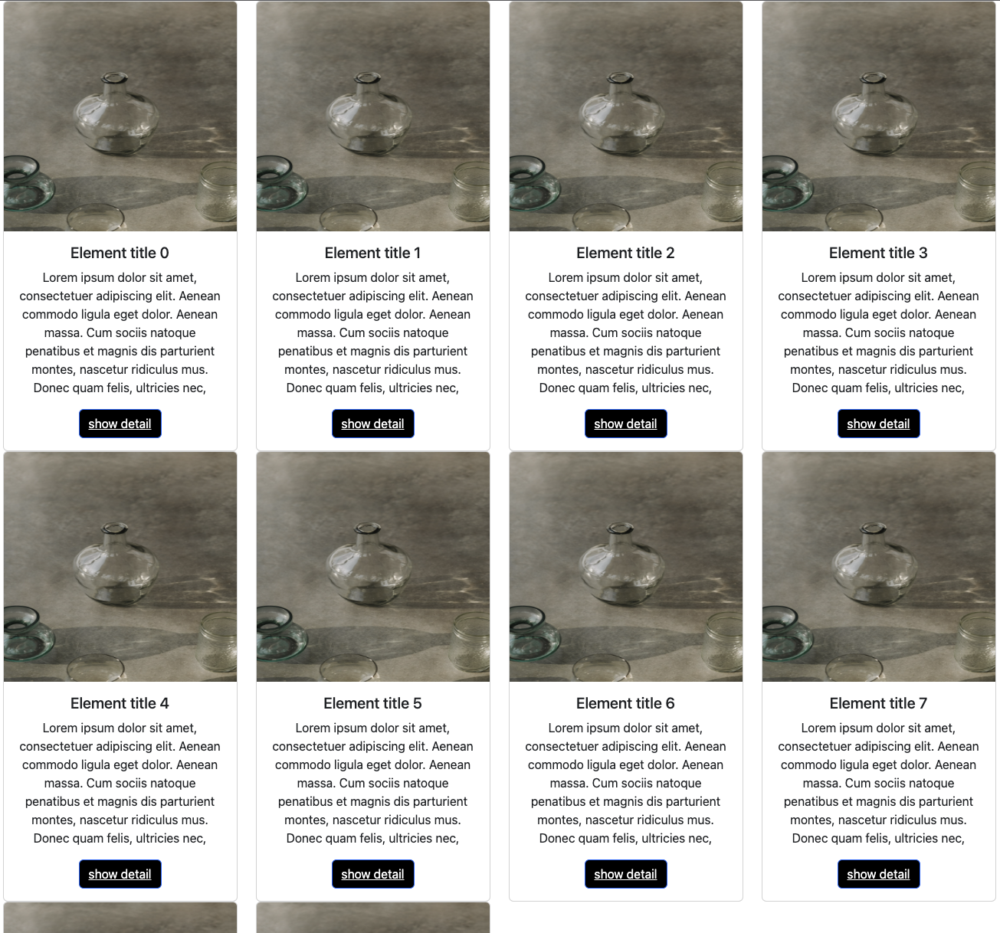 Element title 0
Lorem ipsum dolor sit amet,
consectetuer adipiscing elit. Aenean
commodo ligula eget dolor. Aenean
massa. Cum sociis natoque
penatibus et magnis dis parturient
montes, nascetur ridiculus mus.
Donec quam felis, ultricies nec,
show detail
Element title 1
Lorem ipsum dolor sit amet,
consectetuer adipiscing elit. Aenean
commodo ligula eget dolor. Aenean
massa. Cum sociis natoque
penatibus et magnis dis parturient
montes, nascetur ridiculus mus.
Donec quam felis, ultricies nec,
show detail
Element title 2
Lorem ipsum dolor sit amet,
consectetuer adipiscing elit. Aenean
commodo ligula eget dolor. Aenean
massa. Cum sociis natoque
penatibus et magnis dis parturient
montes, nascetur ridiculus mus.
Donec quam felis, ultricies nec,
show detail
Element title 3
Lorem ipsum dolor sit amet,
consectetuer adipiscing elit. Aenean
commodo ligula eget dolor. Aenean
massa. Cum sociis natoque
penatibus et magnis dis parturient
montes, nascetur ridiculus mus.
Donec quam felis, ultricies nec,
show detail
Element title 4
Lorem ipsum dolor sit amet,
consectetuer adipiscing elit. Aenean
commodo ligula eget dolor. Aenean
massa. Cum sociis natoque
penatibus et magnis dis parturient
montes, nascetur ridiculus mus.
Donec quam felis, ultricies nec,
show detail
Element title 5
Lorem ipsum dolor sit amet,
consectetuer adipiscing elit. Aenean
commodo ligula eget dolor. Aenean
massa. Cum sociis natoque
penatibus et magnis dis parturient
montes, nascetur ridiculus mus.
Donec quam felis, ultricies nec,
show detail
Element title 6
Lorem ipsum dolor sit amet,
consectetuer adipiscing elit. Aenean
commodo ligula eget dolor. Aenean
massa. Cum sociis natoque
penatibus et magnis dis parturient
montes, nascetur ridiculus mus.
Donec quam felis, ultricies nec,
show detail
Element title 7
Lorem ipsum dolor sit amet,
consectetuer adipiscing elit. Aenean
commodo ligula eget dolor. Aenean
massa. Cum sociis natoque
penatibus et magnis dis parturient
montes, nascetur ridiculus mus.
Donec quam felis, ultricies nec,
show detail